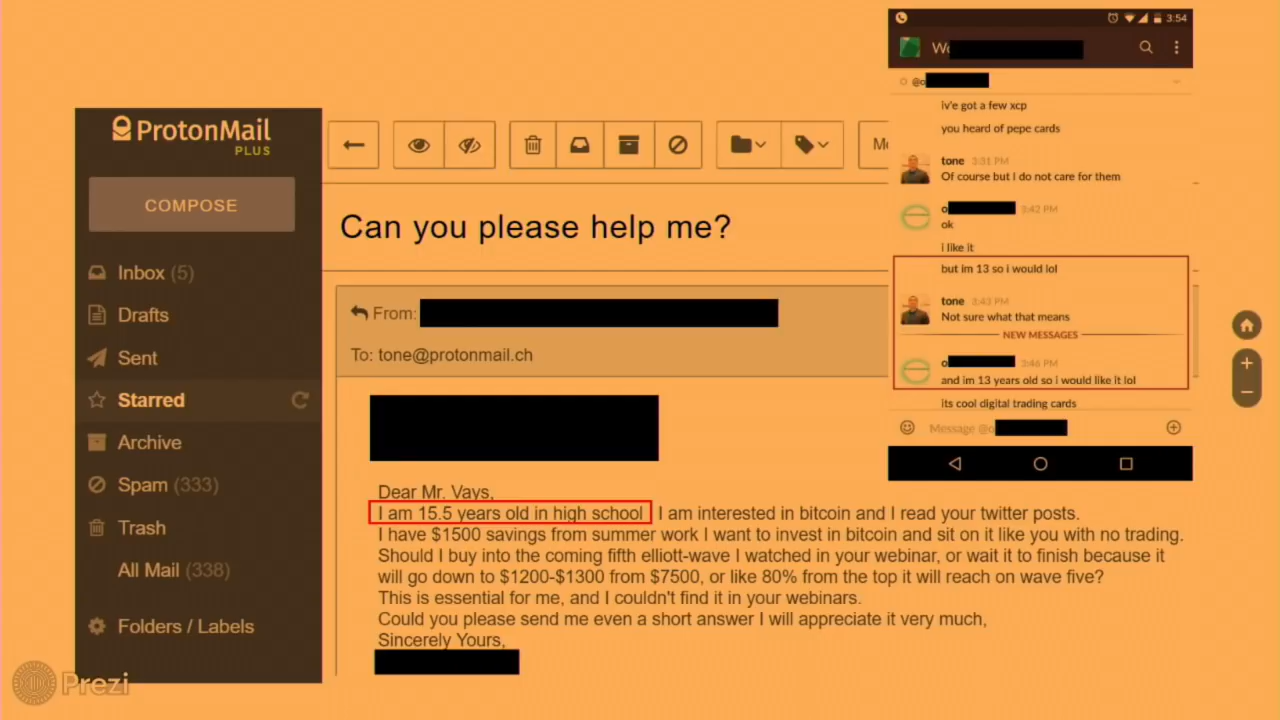 ProtonMail
PLUS
COMPOSE
Inbox (5)
Drafts
Sent
Starred
Archive
Spam (333)
Trash
All Mail (338)
Folders / Labels
Can you please help me?
From:
To: tone@protonmail.ch
Dear Mr. Vays,
I am 15.5 years old in high school I am interested in bitcoin and I read your twitter posts.
I have $1500 savings from summer work I want to invest in bitcoin and sit on it like you with no trading.
Should I buy into the coming fifth elliott-wave I watched in your webinar, or wait it to finish because it
will go down to $1200-$1300 from $7500, or like 80% from the top it will reach on wave five?
This is essential for me, and I couldn't find it in your webinars.
Could you please send me even a short answer I will appreciate it very much,
Sincerely Yours,
3:54
@o
iv'e got a few xcp
you heard of pepe cards
tone 3:31 PM
Of course but I do not care for them
o 3:42 PM
ok
i like it
but im 13 so i would lol
tone 3:43 PM
Not sure what that means
NEW MESSAGES
o 3:46 PM
and im 13 years old so i would like it lol
its cool digital trading cards
Message @o
Prezi